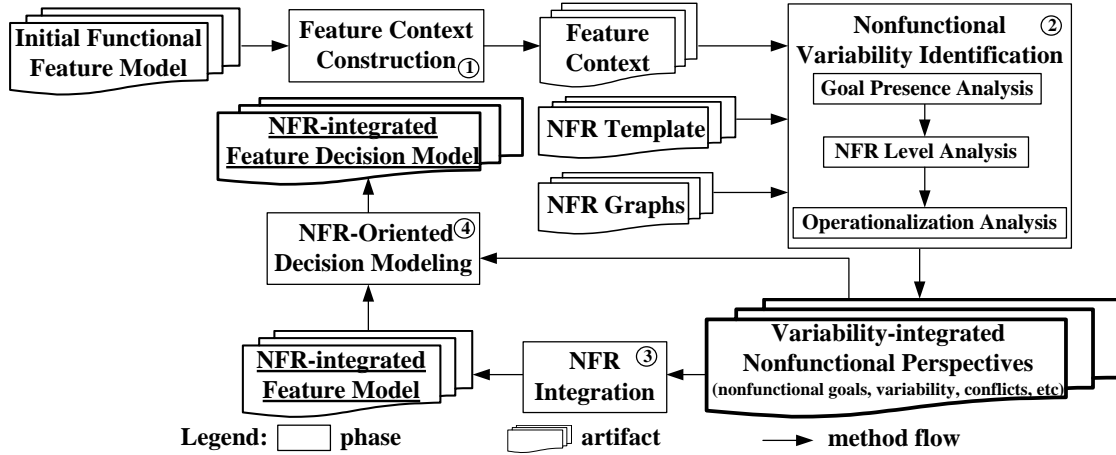 Initial Functional
Feature Model
Feature Context
Construction ①
Feature
Context
Nonfunctional ②
Variability Identification
Goal Presence Analysis
NFR Level Analysis
Operationalization Analysis
NFR-integrated
Feature Decision Model
NFR Template
NFR Graphs
NFR-Oriented ④
Decision Modeling
Variability-integrated
Nonfunctional Perspectives
(nonfunctional goals, variability, conflicts, etc)
NFR ③
Integration
NFR-integrated
Feature Model
Legend: phase artifact method flow